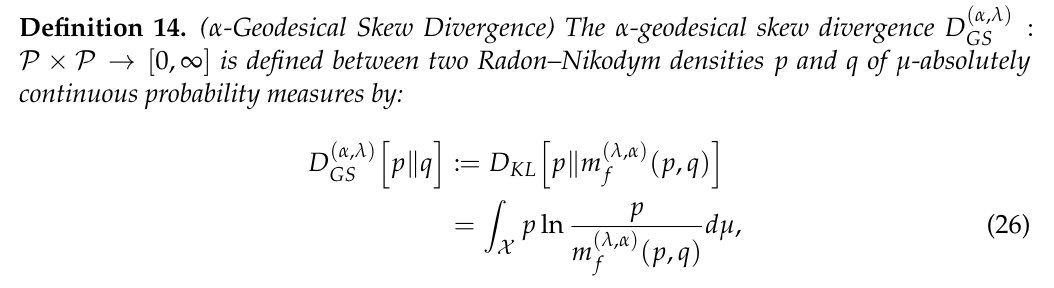 Definition 14. (α-Geodesical Skew Divergence) The α-geodesical skew divergence D_{GS}^{(α,λ)} :
𝒫 × 𝒫 → [0, ∞] is defined between two Radon–Nikodym densities p and q of μ-absolutely
continuous probability measures by:
D_{GS}^{(α,λ)} [p‖q] := D_{KL} [p‖m_f^{(λ,α)}(p, q)]
= ∫_𝒳 p ln \frac{p}{m_f^{(λ,α)}(p, q)} dμ, (26)